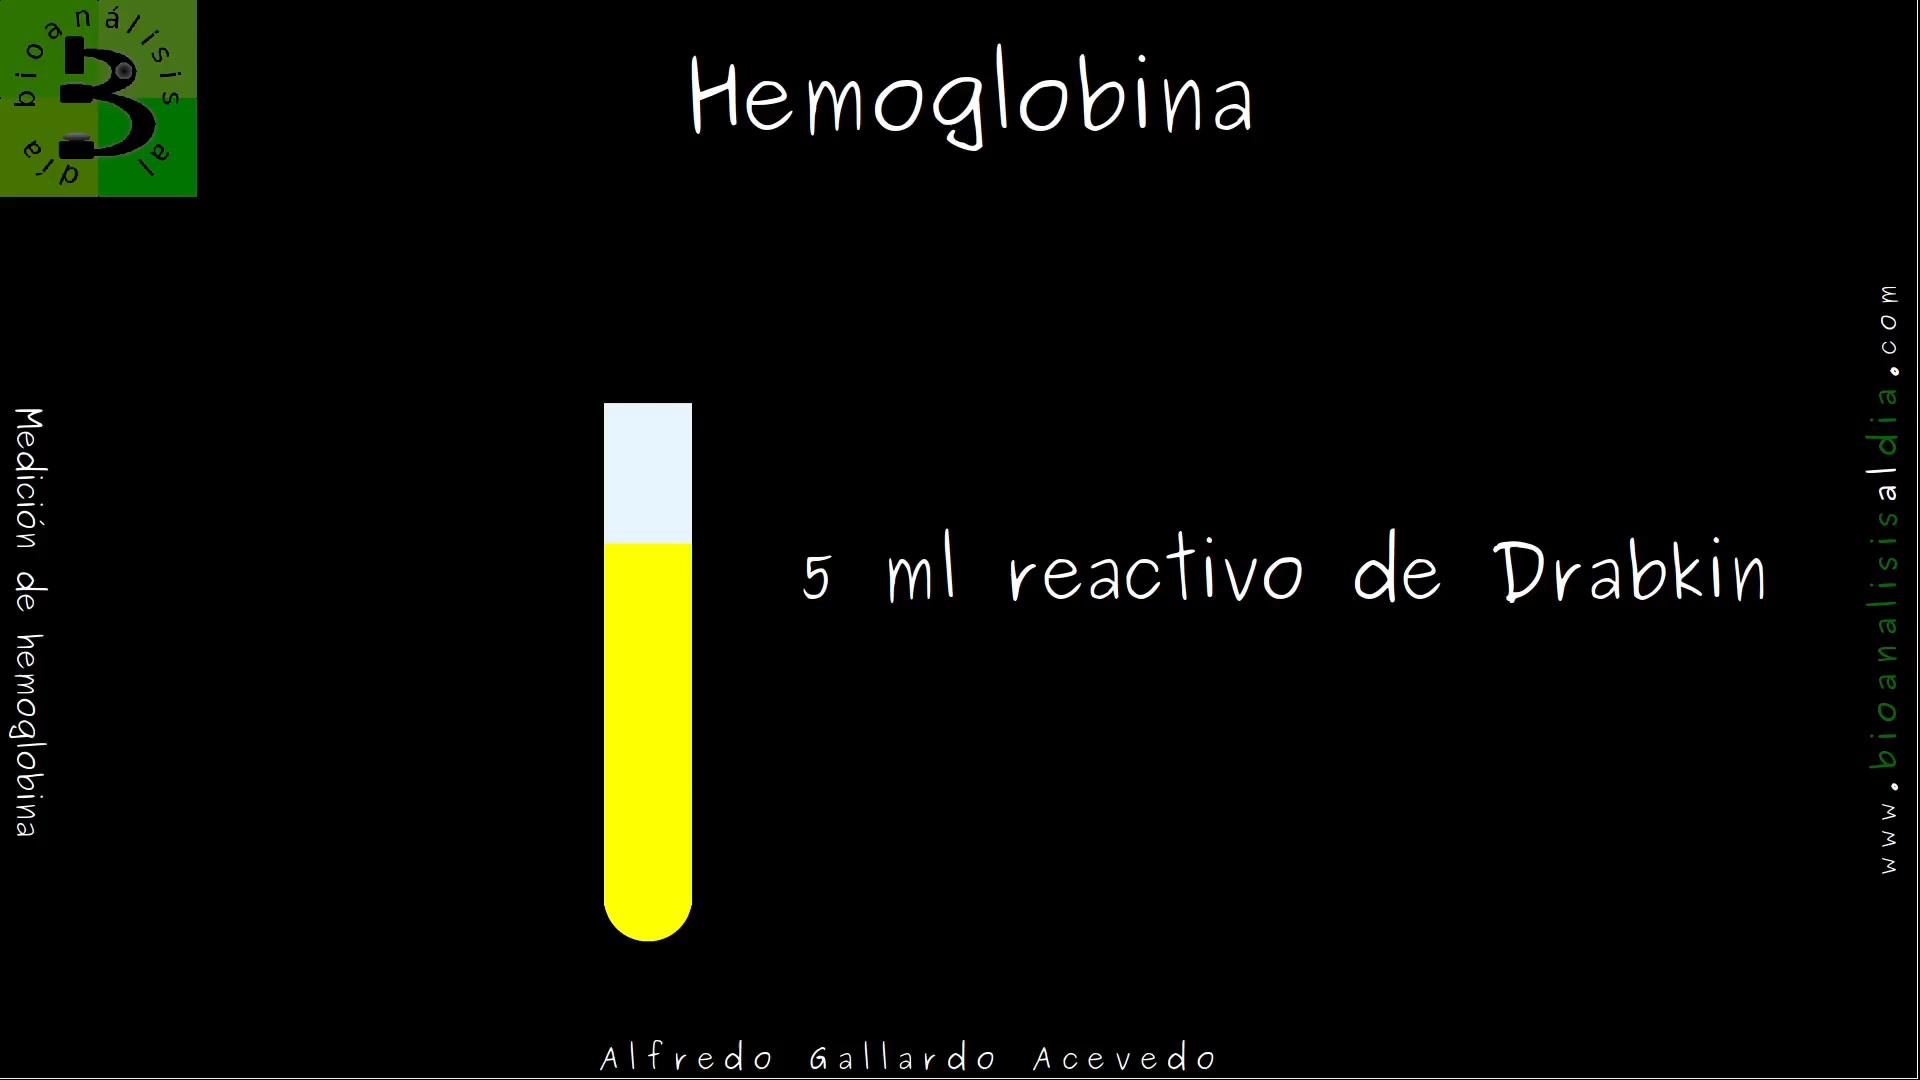 bioanálisis al día
Hemoglobina
Medición de hemoglobina
5 ml reactivo de Drabkin
www.bioanalisisaldia.com
Alfredo Gallardo Acevedo